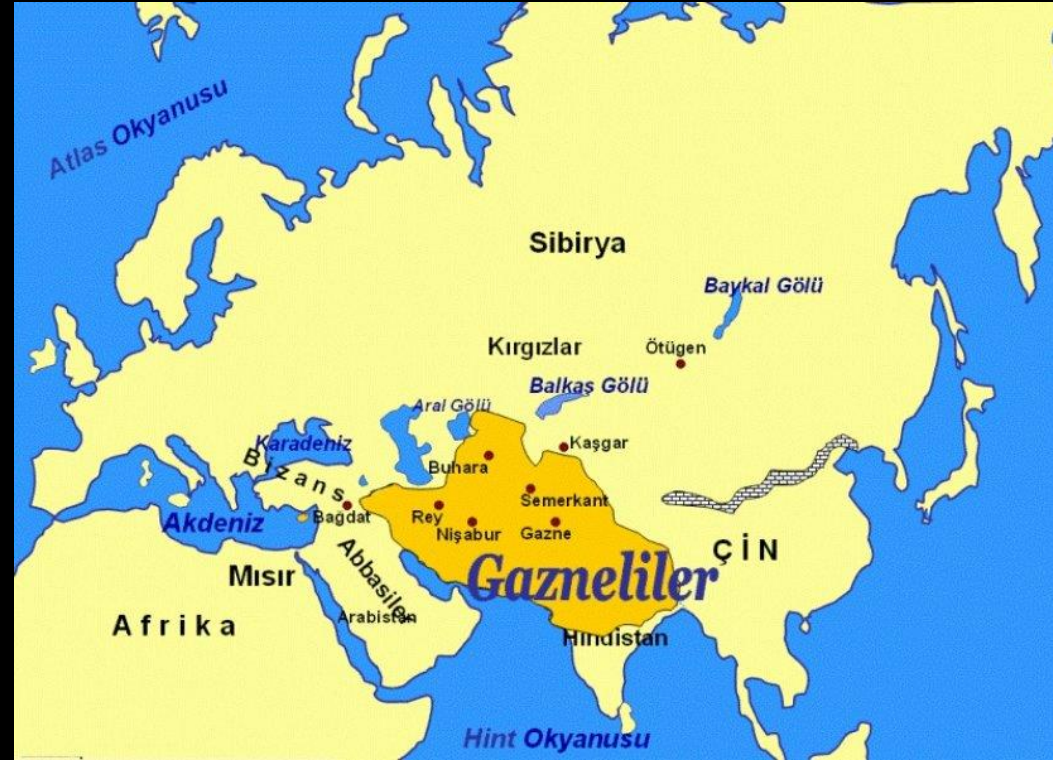 Atlas Okyanusu
Sibirya
Baykal Gölü
Kırgızlar
Ötügen
Balkaş Gölü
Aral Gölü
Karadeniz
Kaşgar
Bizans
Buhara
Semerkant
Bağdat
Rey
Akdeniz
Nişabur
Gazne
ÇİN
Gazneliler
Mısır
Abbasiler
Arabistan
Afrika
Hindistan
Hint Okyanusu